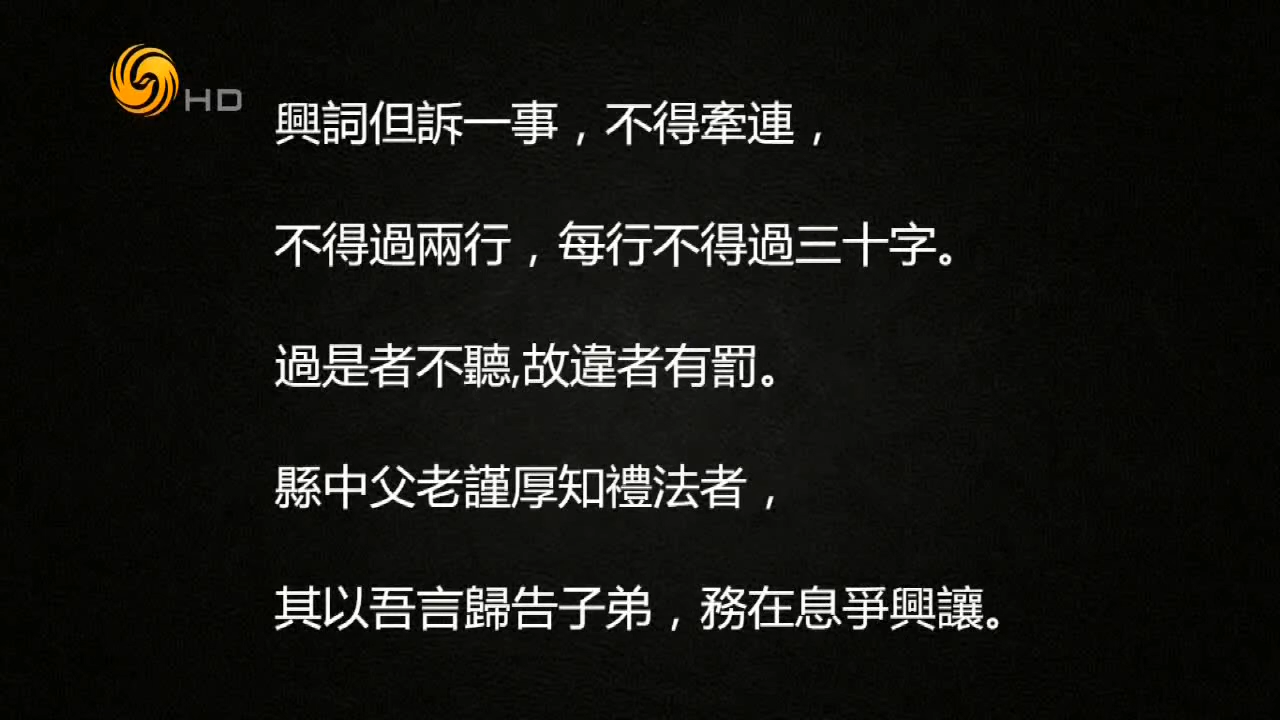 HD
興詞但訴一事，不得牽連，
不得過兩行，每行不得過三十字。
過是者不聽,故違者有罰。
縣中父老謹厚知禮法者，
其以吾言歸告子弟，務在息爭興讓。